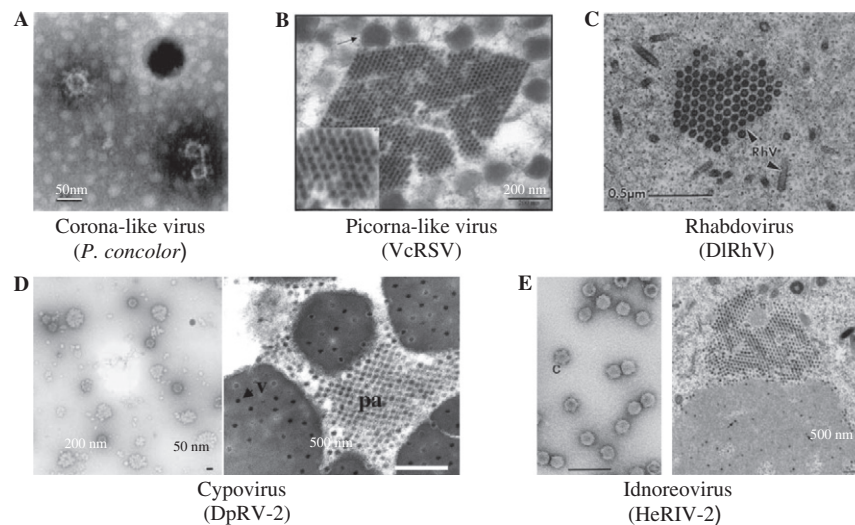 A
50nm
Corona-like virus
(P. concolor)
B
200 nm
Picorna-like virus
(VcRSV)
C
RhV
0.5μm
Rhabdovirus
(DlRhV)
D
200 nm
50 nm
v
pa
500 nm
Cypovirus
(DpRV-2)
E
C
500 nm
Idnoreovirus
(HeRIV-2)